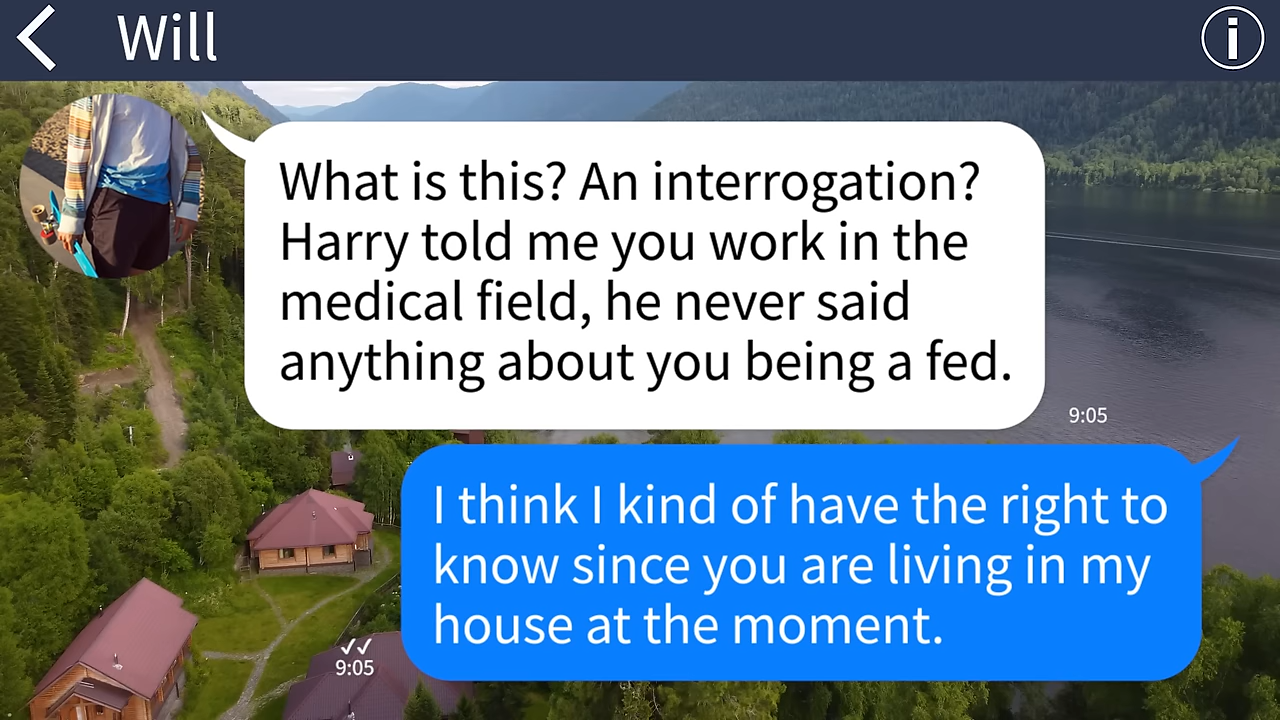 Will
What is this? An interrogation?
Harry told me you work in the
medical field, he never said
anything about you being a fed.
9:05
I think I kind of have the right to
know since you are living in my
house at the moment.
9:05